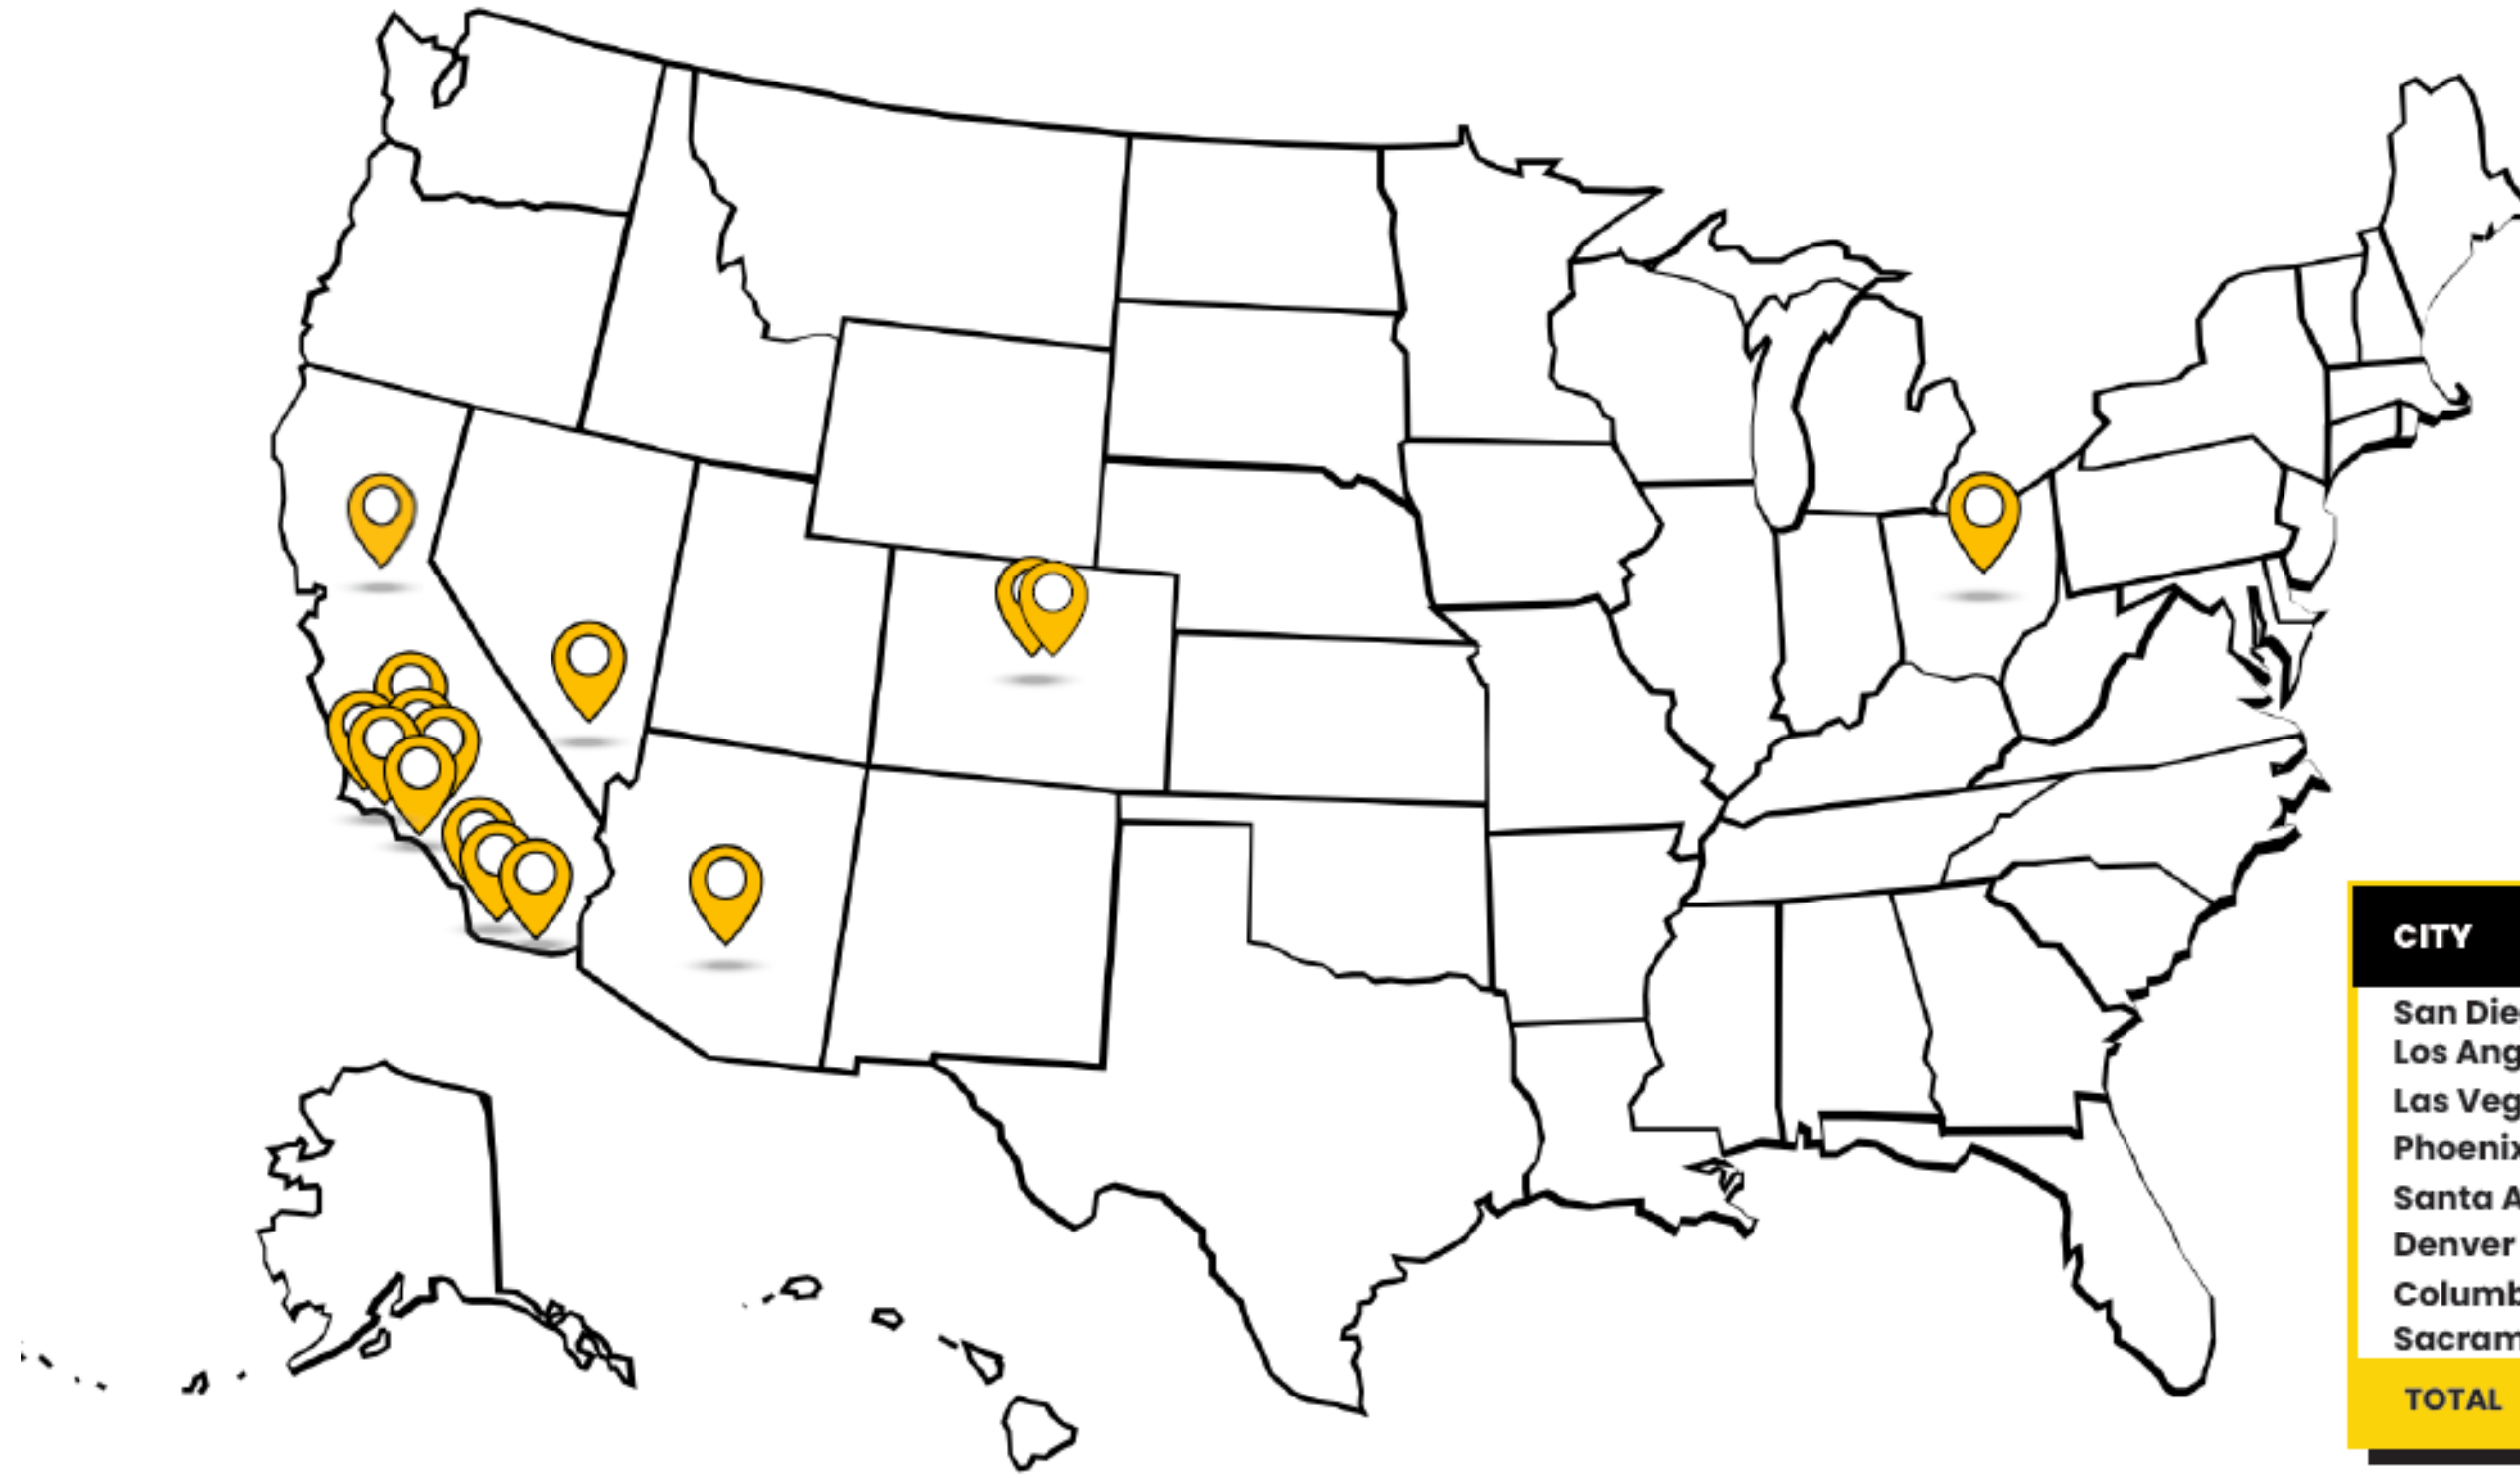 CITY
San Die
Los Ang
Las Veg
Phoenix
Santa A
Denver
Columb
Sacram
TOTAL